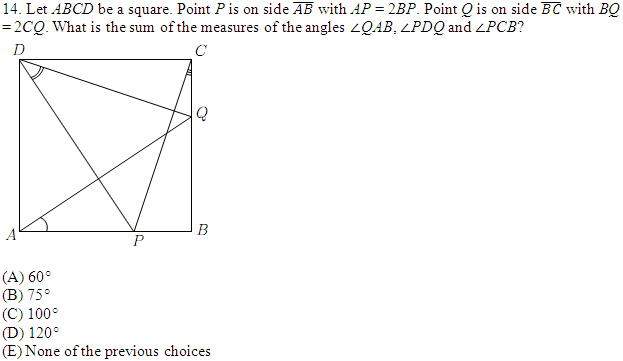 14. Let ABCD be a square. Point P is on side AB with AP = 2BP. Point Q is on side BC with BQ
= 2CQ. What is the sum of the measures of the angles ∠QAB, ∠PDQ and ∠PCB?
D C
Q
A P B
(A) 60°
(B) 75°
(C) 100°
(D) 120°
(E) None of the previous choices